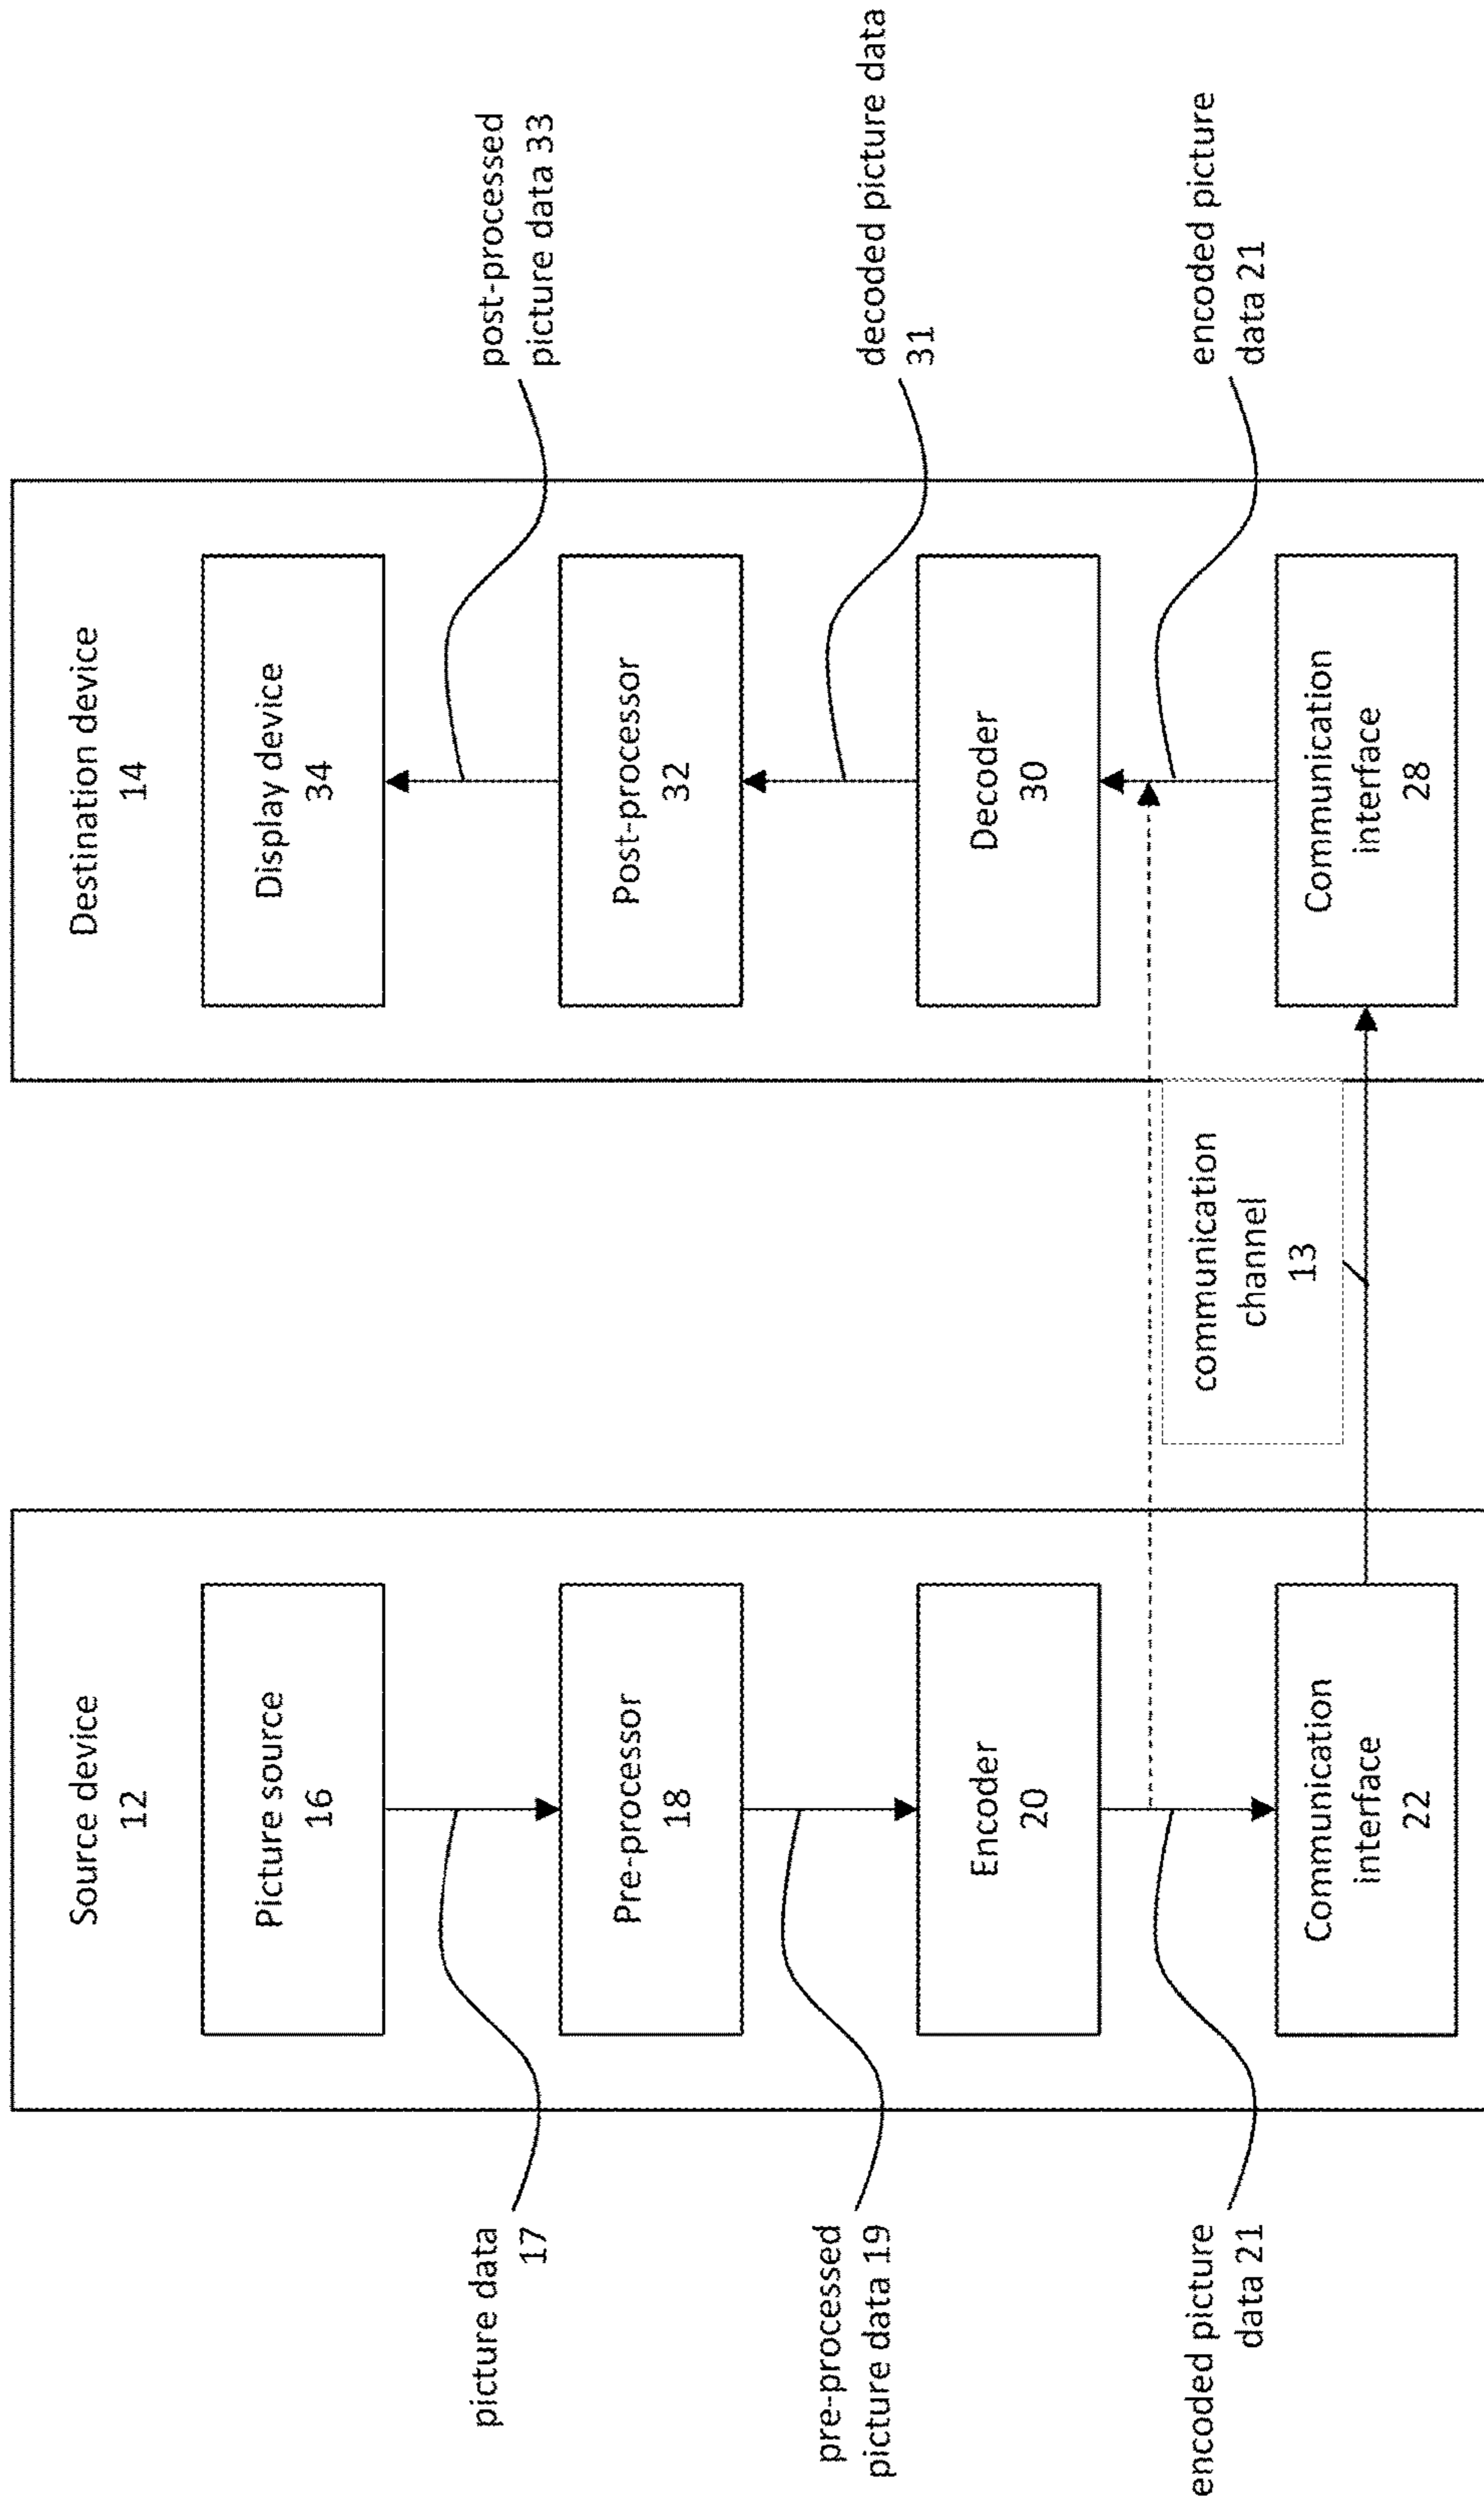 Source device
12
Picture source
16
picture data
17
Pre-processor
18
pre-processed
picture data 19
Encoder
20
encoded picture
data 21
Communication
interface
22
communication
channel
13
Destination device
14
Display device
34
post-processed
picture data 33
Post-processor
32
decoded picture data
31
Decoder
30
encoded picture
data 21
Communication
interface
28